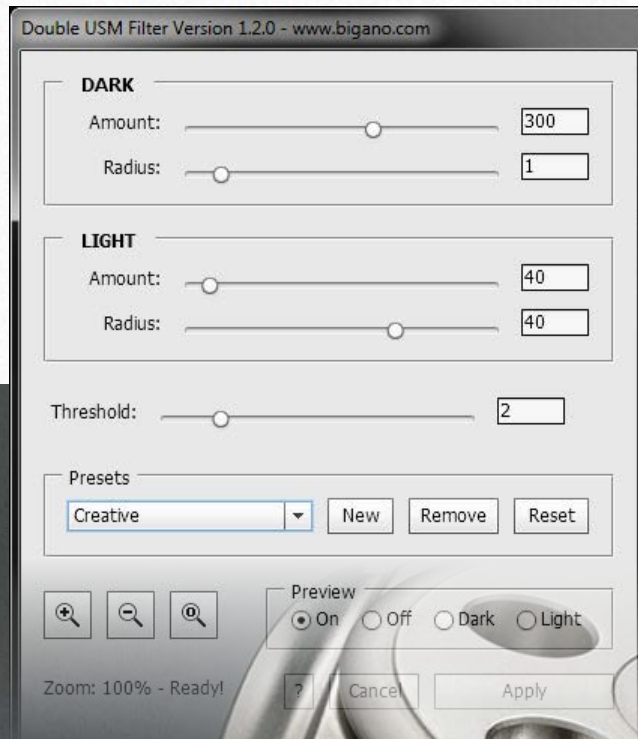 Double USM Filter Version 1.2.0 - www.bigano.com
DARK
Amount: 300
Radius: 1
LIGHT
Amount: 40
Radius: 40
Threshold: 2
Presets
Creative New Remove Reset
Preview
On Off Dark Light
Zoom: 100% - Ready! ? Cancel Apply